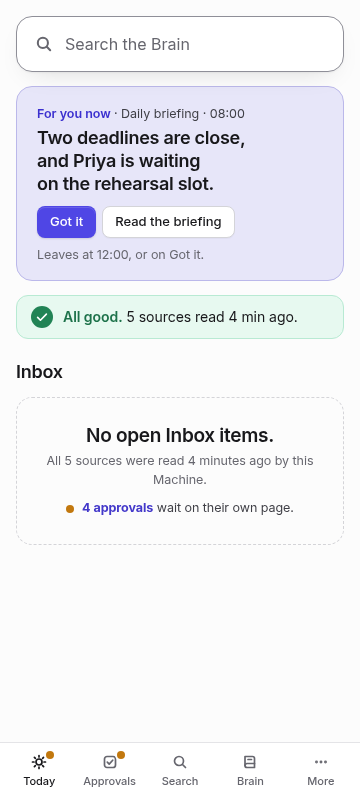 Search the Brain
For you now · Daily briefing · 08:00
Two deadlines are close,
and Priya is waiting
on the rehearsal slot.
Got it
Read the briefing
Leaves at 12:00, or on Got it.
All good. 5 sources read 4 min ago.
Inbox
No open Inbox items.
All 5 sources were read 4 minutes ago by this
Machine.
4 approvals wait on their own page.
Today
Approvals
Search
Brain
More